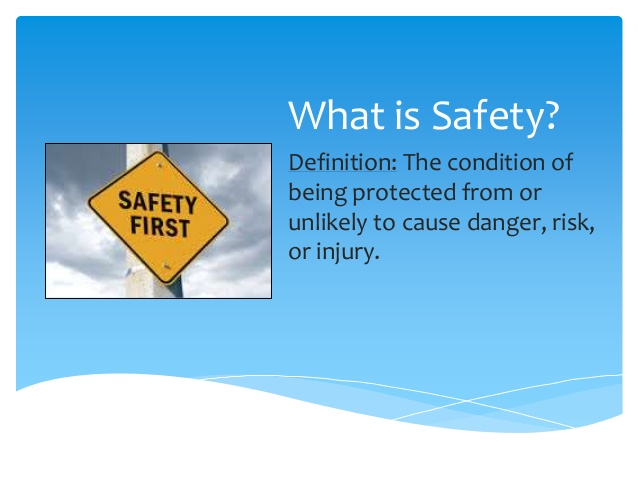 What is Safety?
SAFETY
FIRST
Definition: The condition of
being protected from or
unlikely to cause danger, risk,
or injury.